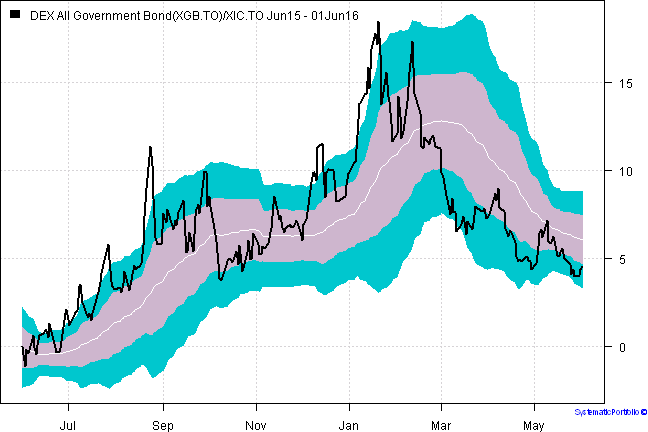 DEX All Government Bond(XGB.TO)/XIC.TO Jun15 - 01Jun16
15
10
5
0
Jul Sep Nov Jan Mar May
SystematicPortfolio ©